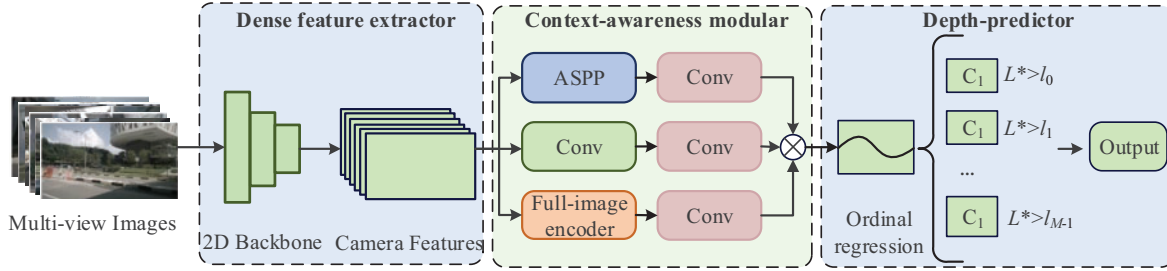 Dense feature extractor
Context-awareness modular
Depth-predictor
ASPP
Conv
C₁
L*>l₀
Conv
Conv
C₁
L*>l₁
Output
...
Full-image
encoder
Conv
C₁
L*>l_{M-1}
Multi-view Images
2D Backbone
Camera Features
Ordinal
regression